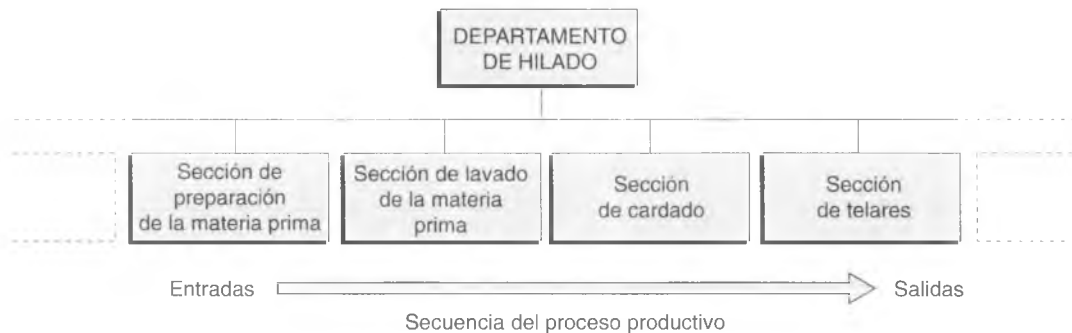 DEPARTAMENTO
DE HILADO
Sección de
preparación
de la materia prima
Sección de lavado
de la materia
prima
Sección
de cardado
Sección
de telares
Entradas
Salidas
Secuencia del proceso productivo